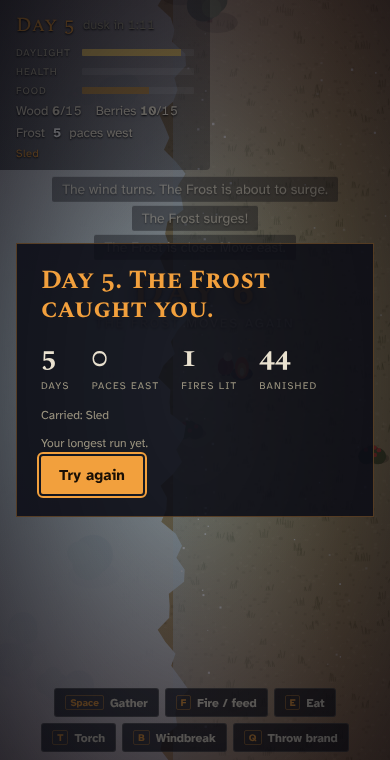 DAY 5 dusk in 1:11
DAYLIGHT
HEALTH
FOOD
Wood 6/15 Berries 10/15
Frost 5 paces west
Sled
The wind turns. The Frost is about to surge.
The Frost surges!
DAY 5. THE FROST
CAUGHT YOU.
5 0 1 44
DAYS PACES EAST FIRES LIT BANISHED
Carried: Sled
Your longest run yet.
Try again
Space Gather F Fire / feed E Eat
T Torch B Windbreak Q Throw brand